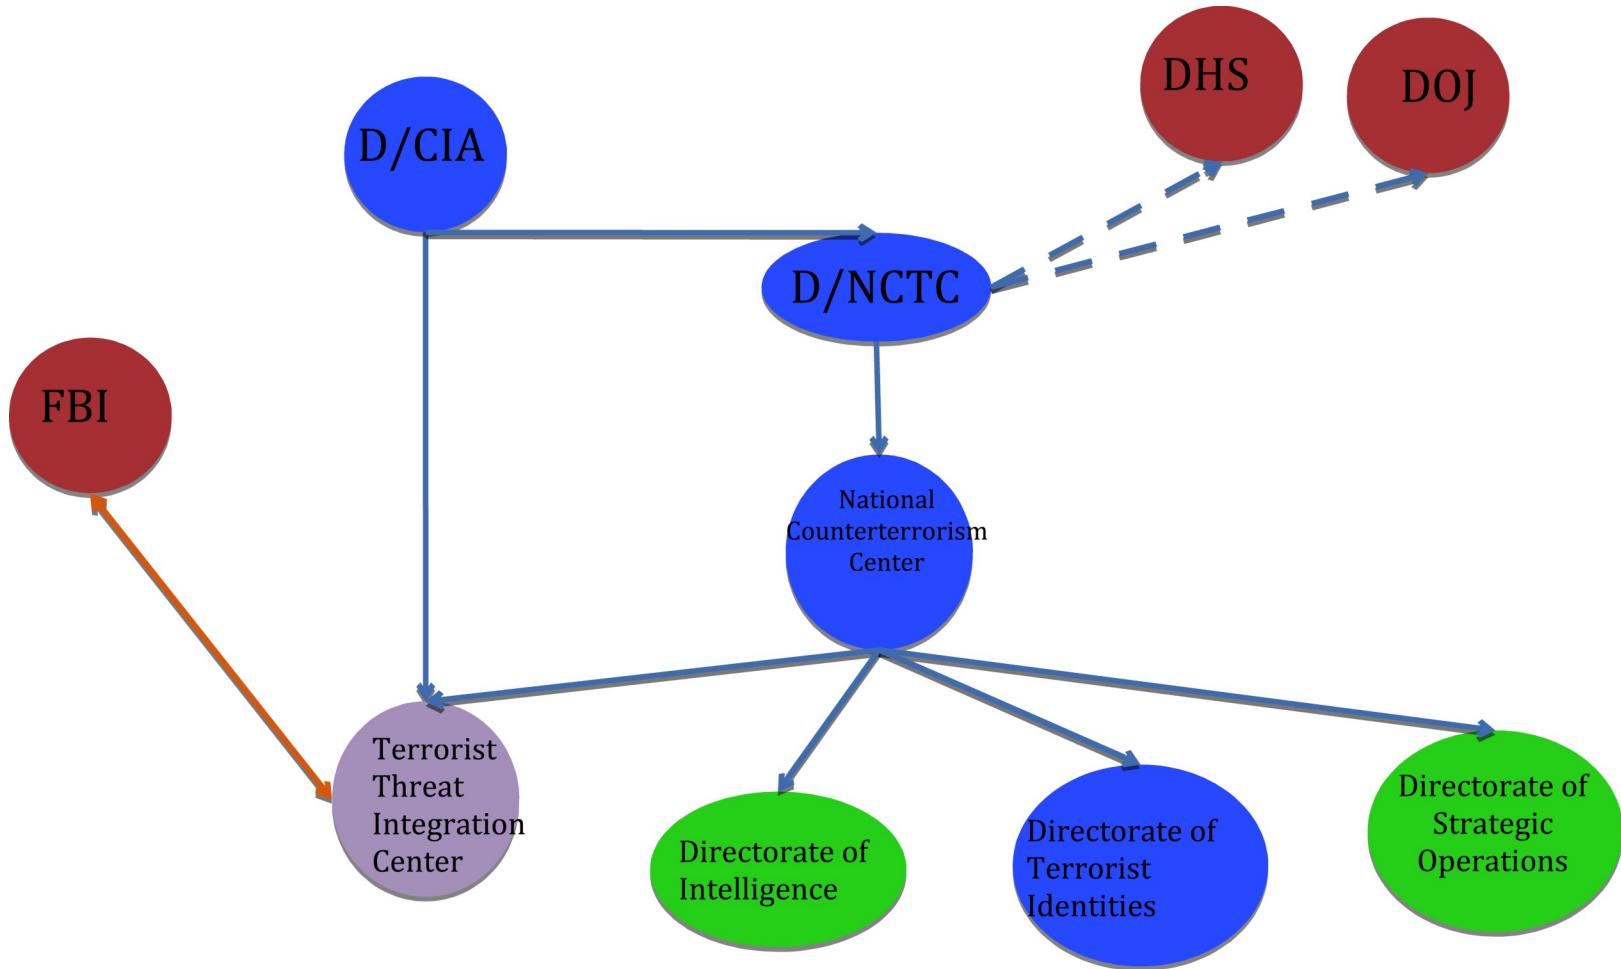 DHS
DOJ
D/CIA
D/NCTC
FBI
National
Counterterrorism
Center
Terrorist
Threat
Integration
Center
Directorate of
Intelligence
Directorate of
Terrorist
Identities
Directorate of
Strategic
Operations